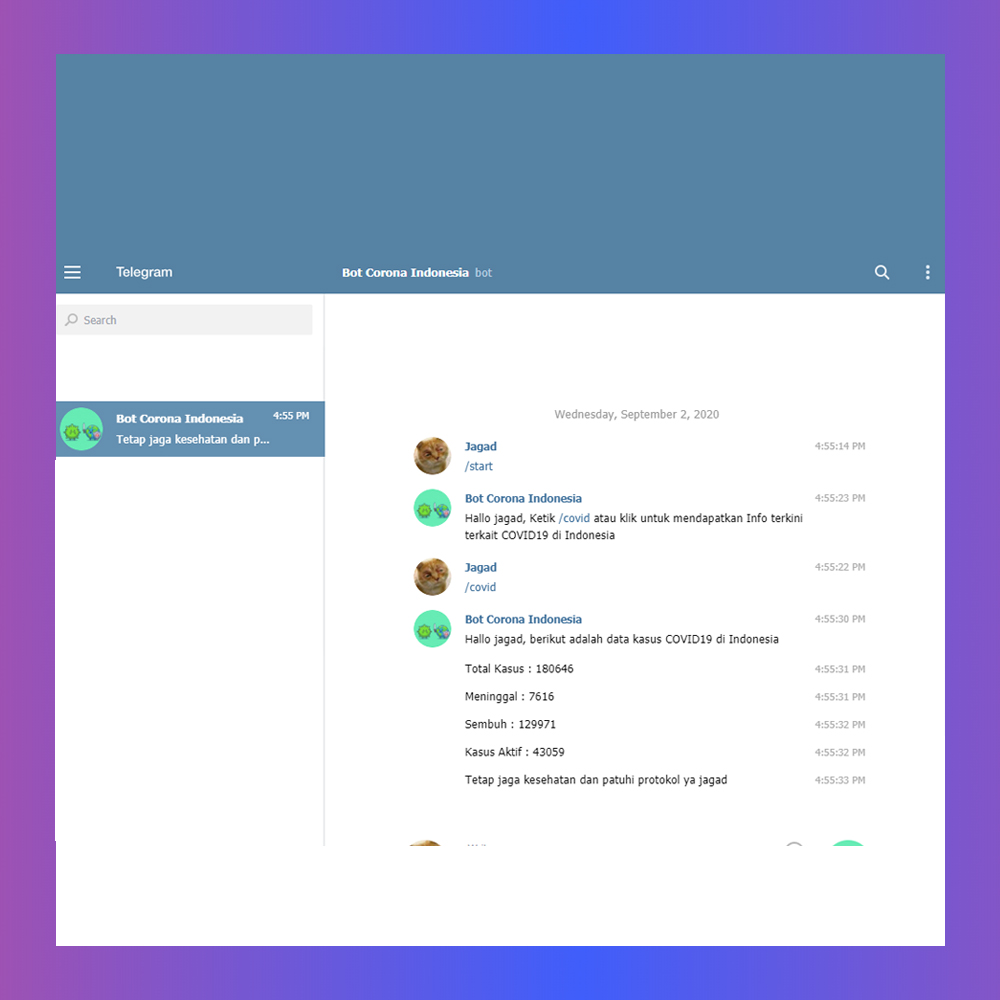 Telegram
Bot Corona Indonesia bot
Search
Bot Corona Indonesia 4:55 PM
Tetap jaga kesehatan dan p...
Wednesday, September 2, 2020
Jagad 4:55:14 PM
/start
Bot Corona Indonesia 4:55:23 PM
Hallo jagad, Ketik /covid atau klik untuk mendapatkan Info terkini
terkait COVID19 di Indonesia
Jagad 4:55:22 PM
/covid
Bot Corona Indonesia 4:55:30 PM
Hallo jagad, berikut adalah data kasus COVID19 di Indonesia
Total Kasus : 180646 4:55:31 PM
Meninggal : 7616 4:55:31 PM
Sembuh : 129971 4:55:32 PM
Kasus Aktif : 43059 4:55:32 PM
Tetap jaga kesehatan dan patuhi protokol ya jagad 4:55:33 PM